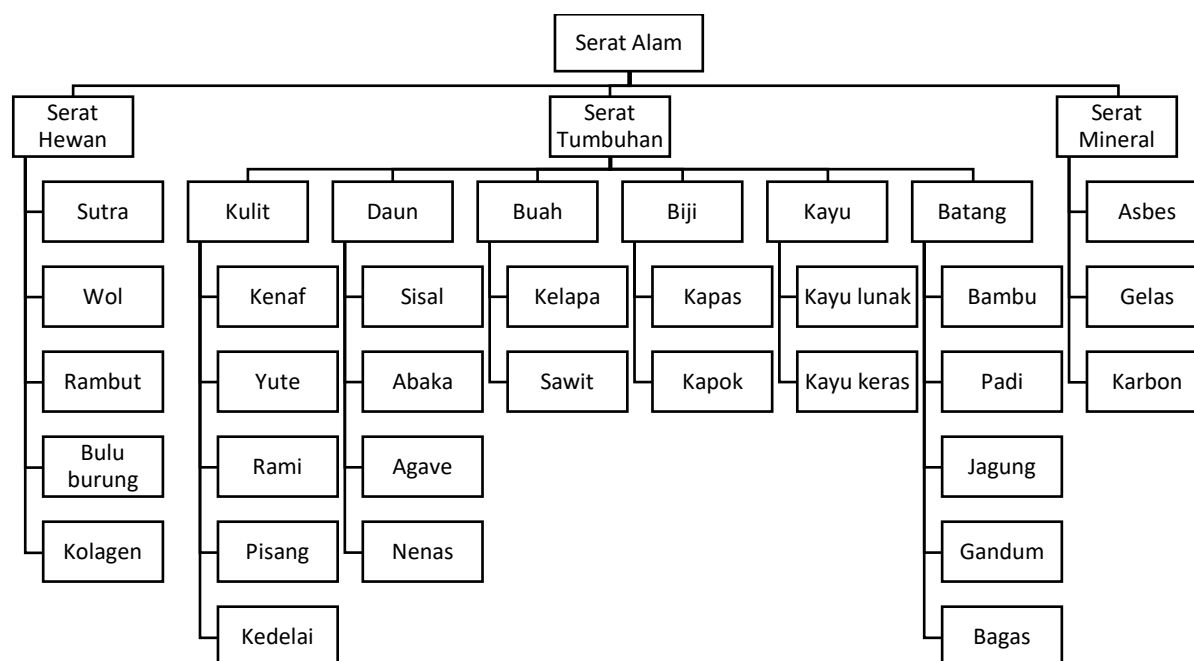 Serat Alam
Serat
Hewan
Serat
Tumbuhan
Serat
Mineral
Sutra
Wol
Rambut
Bulu
burung
Kolagen
Kulit
Kenaf
Yute
Rami
Pisang
Kedelai
Daun
Sisal
Abaka
Agave
Nenas
Buah
Kelapa
Sawit
Biji
Kapas
Kapok
Kayu
Kayu lunak
Kayu keras
Batang
Bambu
Padi
Jagung
Gandum
Bagas
Asbes
Gelas
Karbon